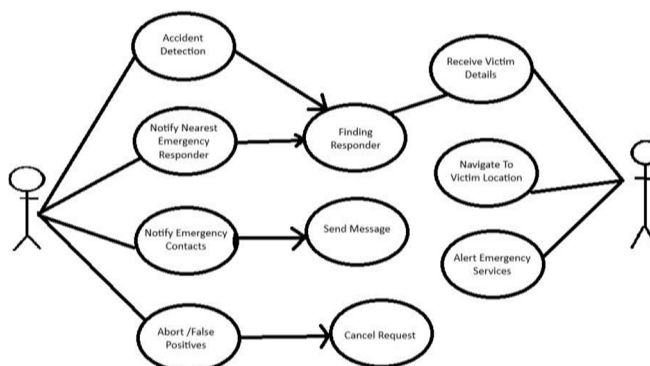 Accident
Detection
Receive Victim
Details
Notify Nearest
Emergency
Responder
Finding
Responder
Navigate To
Victim Location
Notify Emergency
Contacts
Send Message
Alert Emergency
Services
Abort /False
Positives
Cancel Request